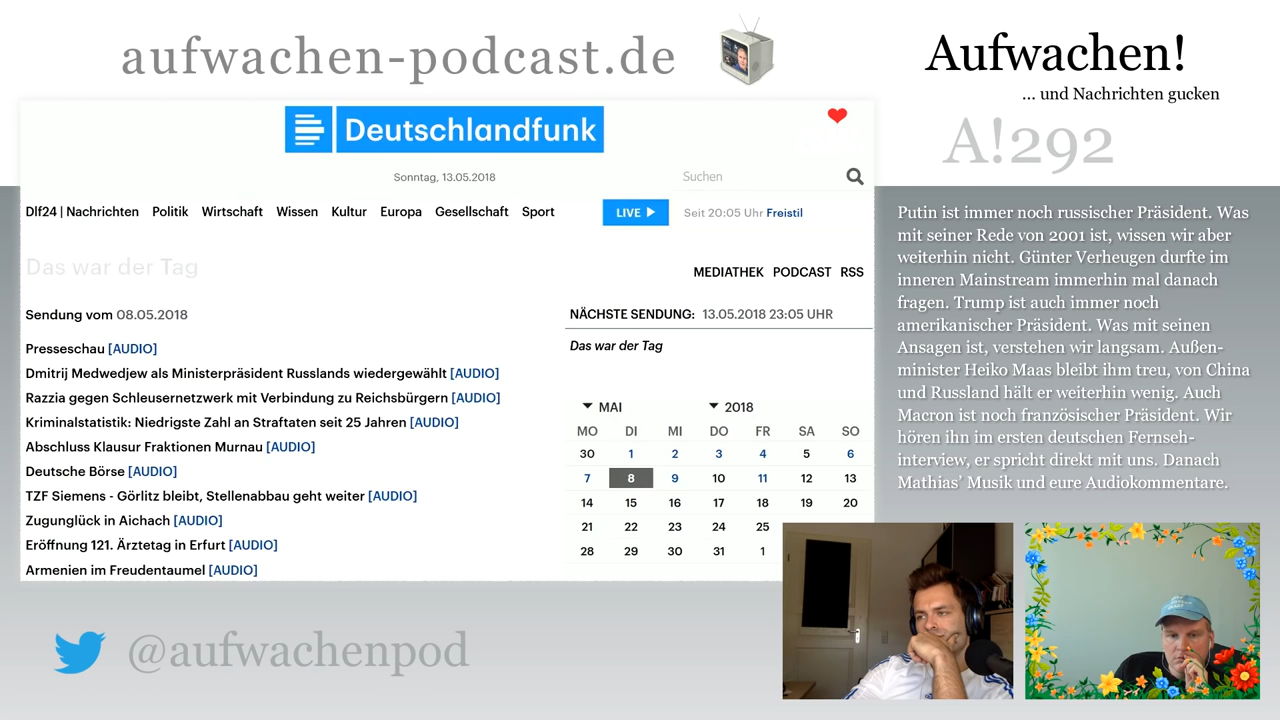 aufwachen-podcast.de
Aufwachen!
... und Nachrichten gucken
A!292
Deutschlandfunk
Sonntag, 13.05.2018
Suchen
Dlf24 | Nachrichten Politik Wirtschaft Wissen Kultur Europa Gesellschaft Sport
LIVE
Seit 20:05 Uhr Freistil
Das war der Tag
MEDIATHEK PODCAST RSS
Sendung vom 08.05.2018
Presseschau [AUDIO]
Dmitrij Medwedjew als Ministerpräsident Russlands wiedergewählt [AUDIO]
Razzia gegen Schleusernetzwerk mit Verbindung zu Reichsbürgern [AUDIO]
Kriminalstatistik: Niedrigste Zahl an Straftaten seit 25 Jahren [AUDIO]
Abschluss Klausur Fraktionen Murnau [AUDIO]
Deutsche Börse [AUDIO]
TZF Siemens - Görlitz bleibt, Stellenabbau geht weiter [AUDIO]
Zugunglück in Aichach [AUDIO]
Eröffnung 121. Ärztetag in Erfurt [AUDIO]
Armenien im Freudentaumel [AUDIO]
NÄCHSTE SENDUNG: 13.05.2018 23:05 UHR
Das war der Tag
MAI 2018
MO DI MI DO FR SA SO
30 1 2 3 4 5 6
7 8 9 10 11 12 13
14 15 16 17 18 19 20
21 22 23 24 25
28 29 30 31 1
Putin ist immer noch russischer Präsident. Was
mit seiner Rede von 2001 ist, wissen wir aber
weiterhin nicht. Günter Verheugen durfte im
inneren Mainstream immerhin mal danach
fragen. Trump ist auch immer noch
amerikanischer Präsident. Was mit seinen
Ansagen ist, verstehen wir langsam. Außen-
minister Heiko Maas bleibt ihm treu, von China
und Russland hält er weiterhin wenig. Auch
Macron ist noch französischer Präsident. Wir
hören ihn im ersten deutschen Fernseh-
interview, er spricht direkt mit uns. Danach
Mathias' Musik und eure Audiokommentare.
@aufwachenpod